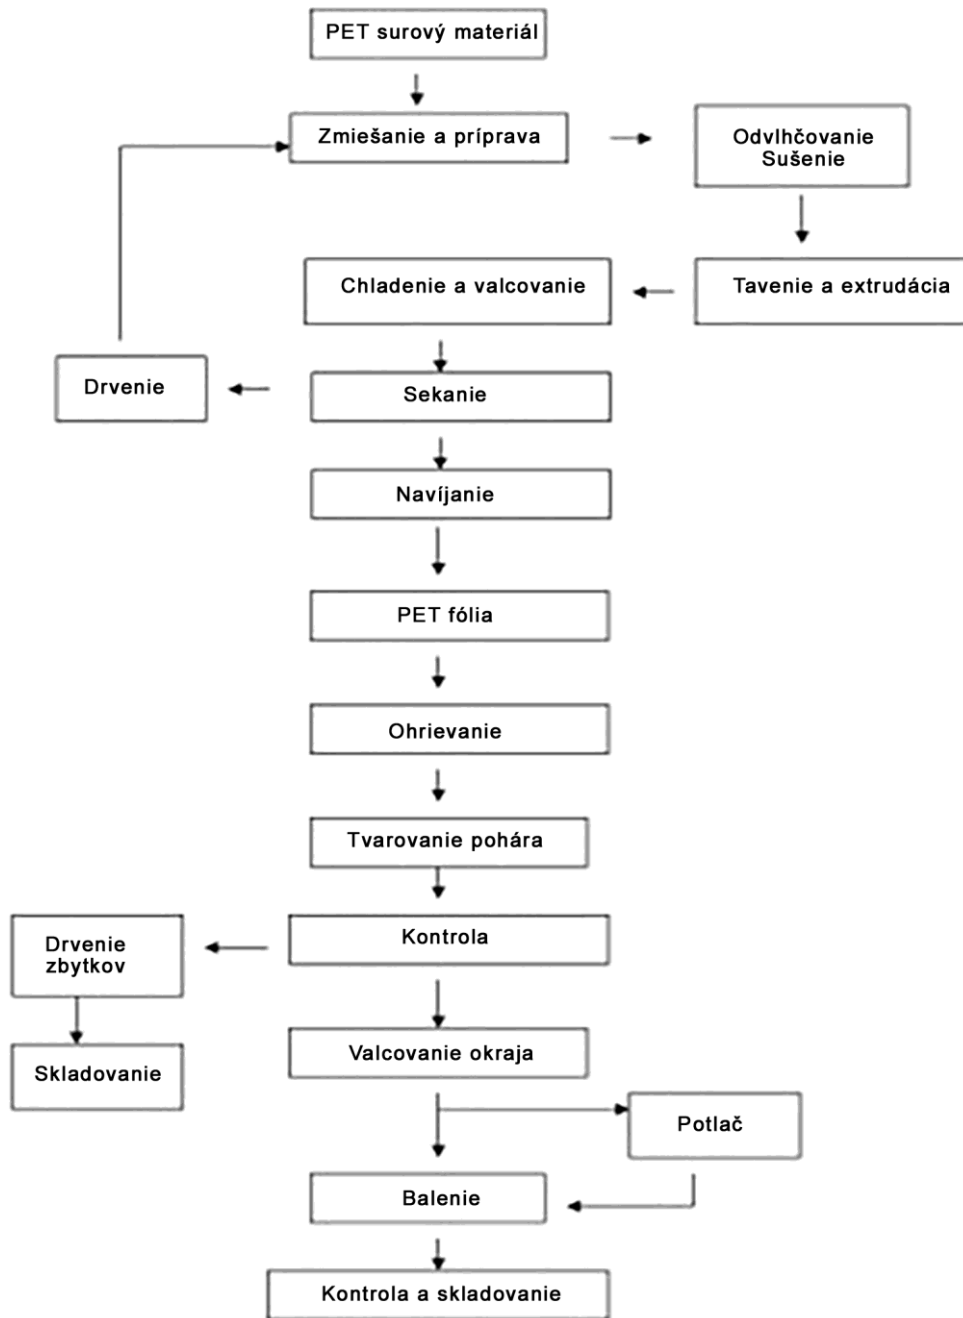 PET surový materiál
Zmiešanie a príprava
Odvlhčovanie
Sušenie
Chladenie a valcovanie
Tavenie a extrudácia
Drvenie
Sekanie
Navíjanie
PET fólia
Ohrievanie
Tvarovanie pohára
Kontrola
Drvenie
zbytkov
Valcovanie okraja
Skladovanie
Potlač
Balenie
Kontrola a skladovanie